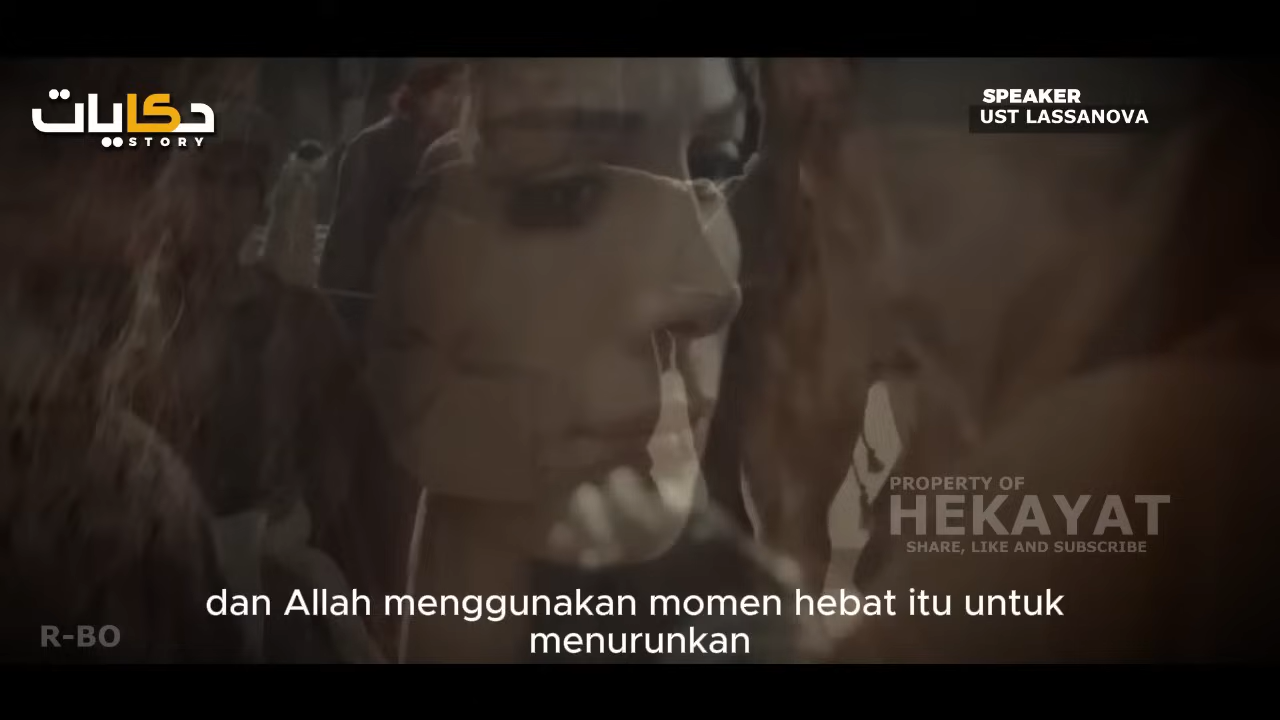 حكايات
STORY
SPEAKER
UST LASSANOVA
PROPERTY OF
HEKAYAT
SHARE, LIKE AND SUBSCRIBE
dan Allah menggunakan momen hebat itu untuk
menurunkan
R-BO